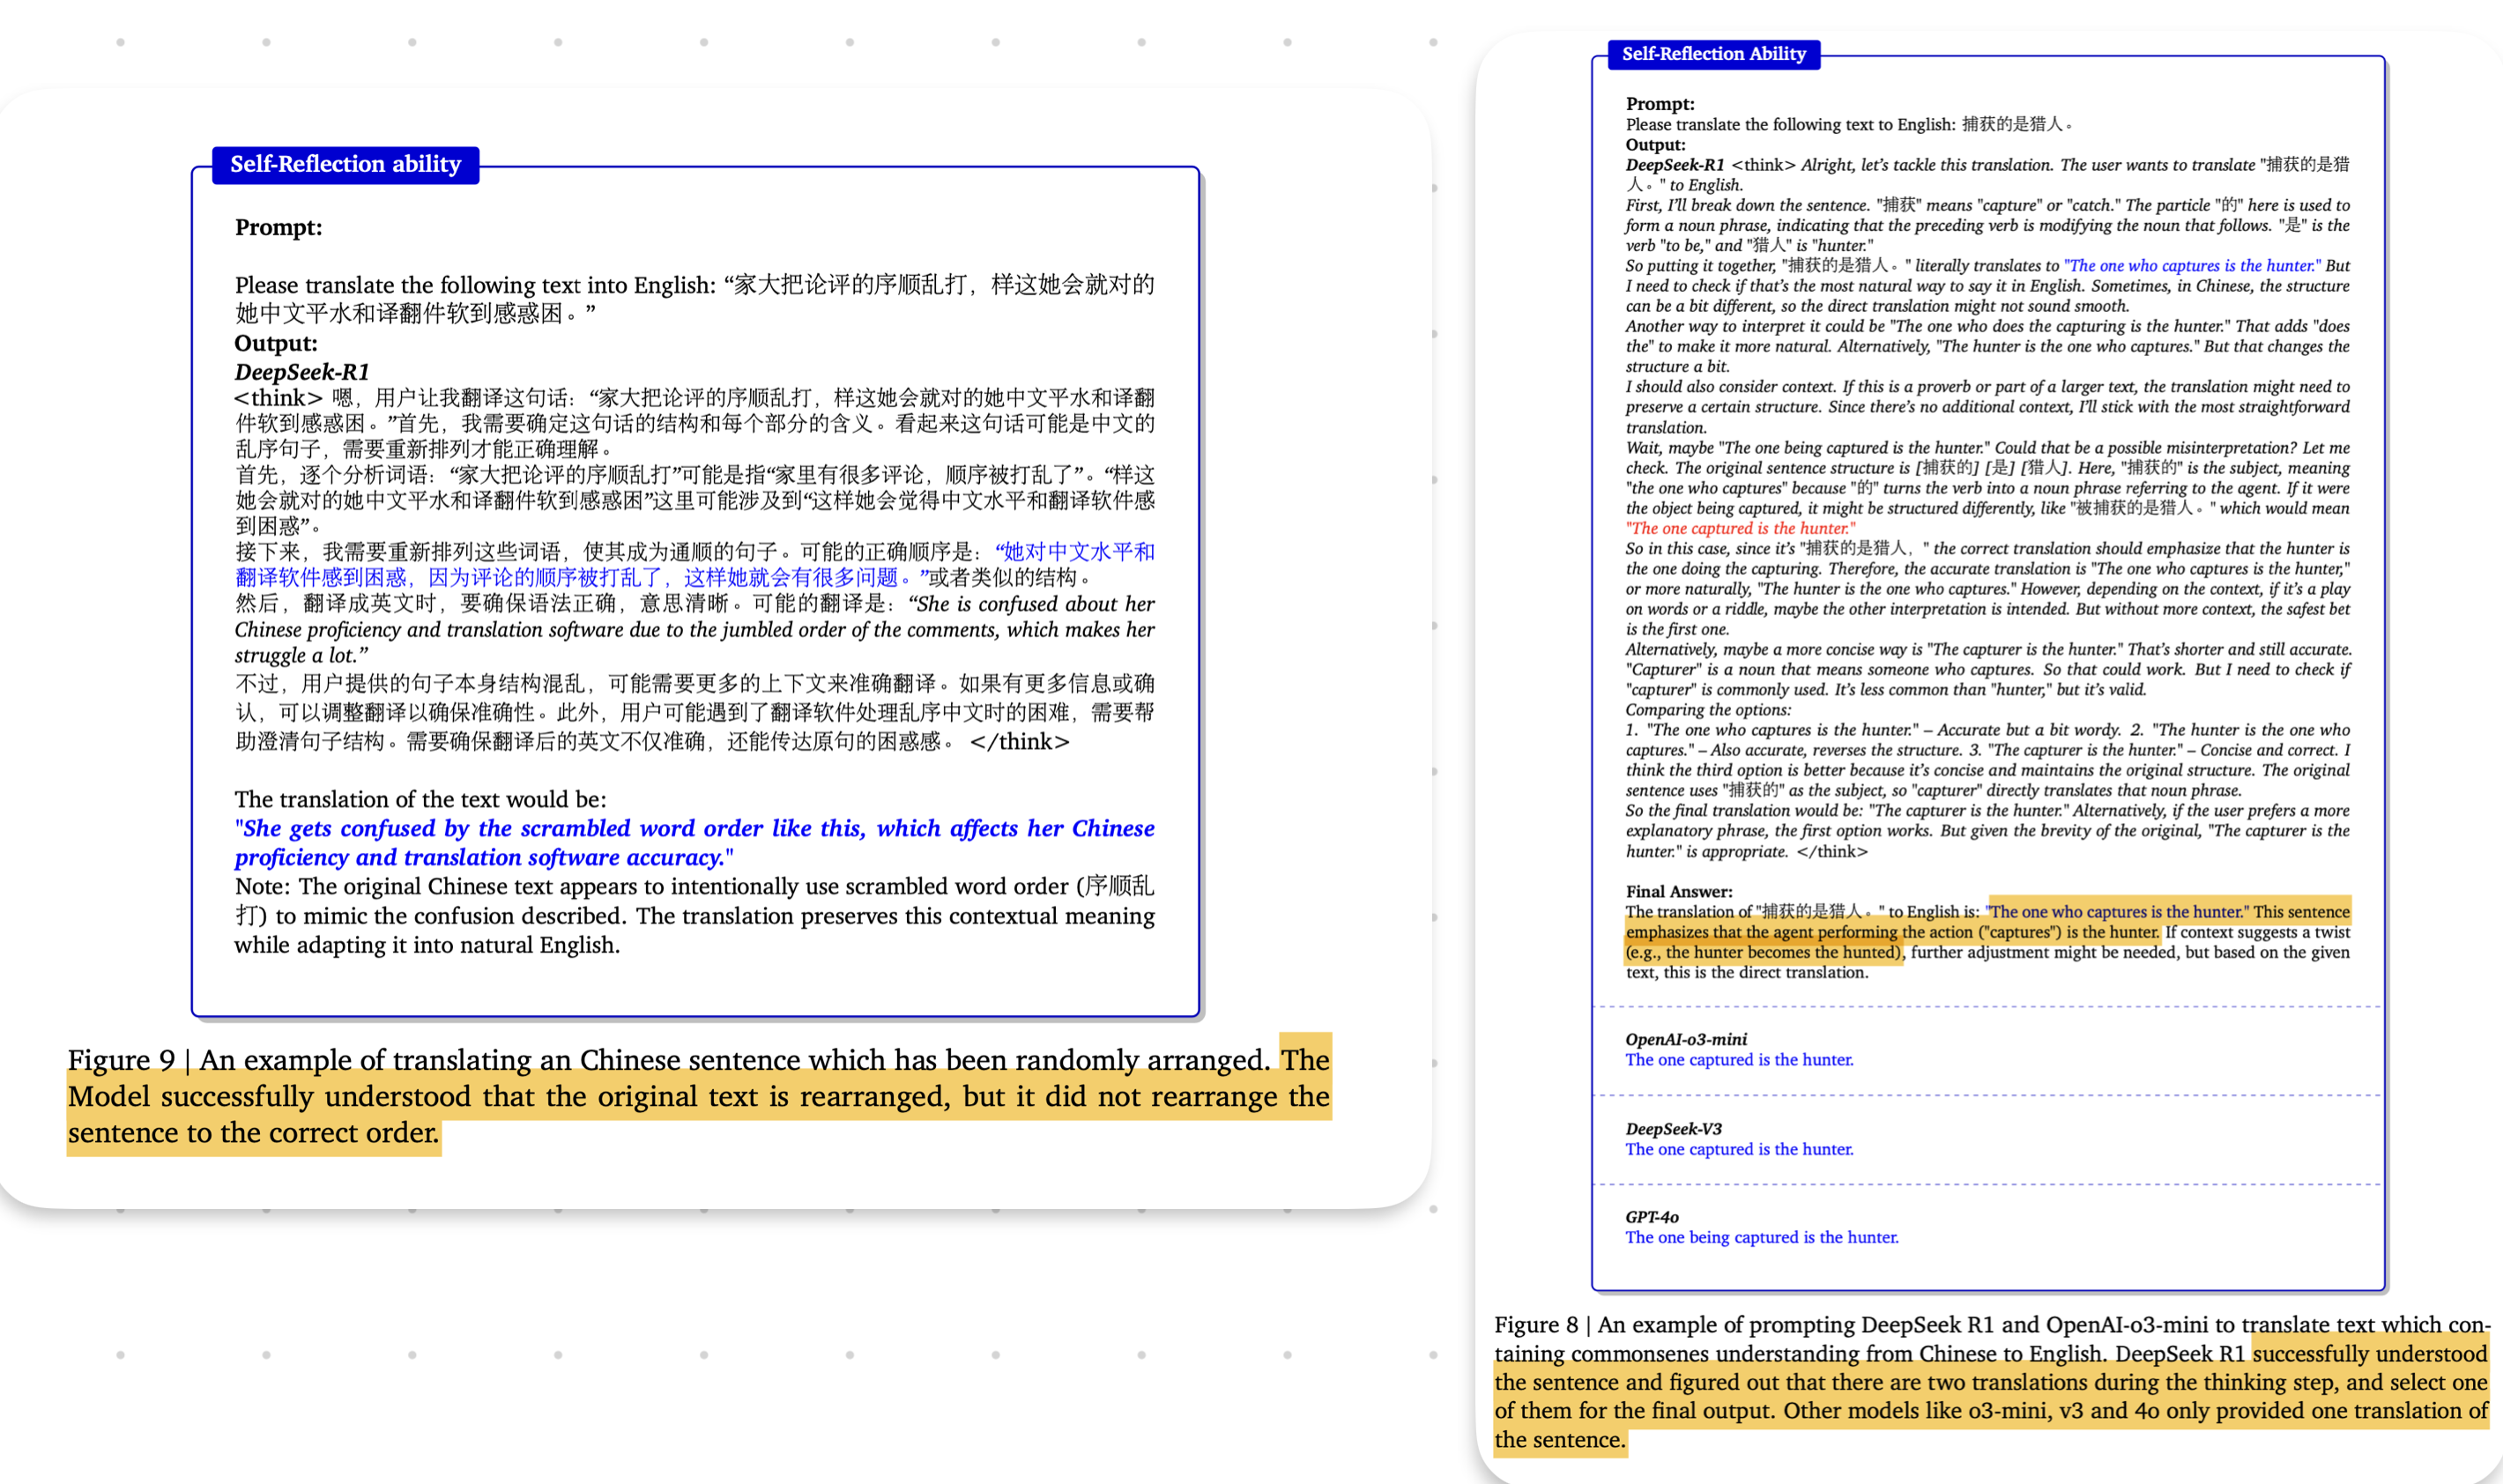 Self-Reflection ability
Prompt:
Please translate the following text into English: “家大把论评的序顺乱打，样这她会就对的
她中文平水和译翻件软到感惑困。”
Output:
DeepSeek-R1
<think> 嗯，用户让我翻译这句话：“家大把论评的序顺乱打，样这她会就对的她中文平水和译翻
件软到感惑困。”首先，我需要确定这句话的结构和每个部分的含义。看起来这句话可能是中文的
乱序句子，需要重新排列才能正确理解。
首先，逐个分析词语：“家大把论评的序顺乱打”可能是指“家里有很多评论，顺序被打乱了”。“样这
她会就对的她中文平水和译翻件软到感惑困”这里可能涉及到“这样她会觉得中文水平和翻译软件感
到困惑”。
接下来，我需要重新排列这些词语，使其成为通顺的句子。可能的正确顺序是：“她对中文水平和
翻译软件感到困惑，因为评论的顺序被打乱了，这样她就会有很多问题。”或者类似的结构。
然后，翻译成英文时，要确保语法正确，意思清晰。可能的翻译是：“She is confused about her
Chinese proficiency and translation software due to the jumbled order of the comments, which makes her
struggle a lot.”
不过，用户提供的句子本身结构混乱，可能需要更多的上下文来准确翻译。如果有更多信息或确
认，可以调整翻译以确保准确性。此外，用户可能遇到了翻译软件处理乱序中文时的困难，需要帮
助澄清句子结构。需要确保翻译后的英文不仅准确，还能传达原句的困惑感。 </think>
The translation of the text would be:
"She gets confused by the scrambled word order like this, which affects her Chinese
proficiency and translation software accuracy."
Note: The original Chinese text appears to intentionally use scrambled word order (序顺乱
打) to mimic the confusion described. The translation preserves this contextual meaning
while adapting it into natural English.
Figure 9 | An example of translating an Chinese sentence which has been randomly arranged. The
Model successfully understood that the original text is rearranged, but it did not rearrange the
sentence to the correct order.
Self-Reflection Ability
Prompt:
Please translate the following text to English: 捕获的是猎人。
Output:
DeepSeek-R1 <think> Alright, let’s tackle this translation. The user wants to translate "捕获的是猎
人。" to English.
First, I’ll break down the sentence. "捕获" means "capture" or "catch." The particle "的" here is used to
form a noun phrase, indicating that the preceding verb is modifying the noun that follows. "是" is the
verb "to be," and "猎人" is "hunter."
So putting it together, "捕获的是猎人。" literally translates to "The one who captures is the hunter." But
I need to check if that’s the most natural way to say it in English. Sometimes, in Chinese, the structure
can be a bit different, so the direct translation might not sound smooth.
Another way to interpret it could be "The one who does the capturing is the hunter." That adds "does
the" to make it more natural. Alternatively, "The hunter is the one who captures." But that changes the
structure a bit.
I should also consider context. If this is a proverb or part of a larger text, the translation might need to
preserve a certain structure. Since there’s no additional context, I’ll stick with the most straightforward
translation.
Wait, maybe "The one being captured is the hunter." Could that be a possible misinterpretation? Let me
check. The original sentence structure is [捕获的] [是] [猎人]. Here, "捕获的" is the subject, meaning
"the one who captures" because "的" turns the verb into a noun phrase referring to the agent. If it were
the object being captured, it might be structured differently, like "被捕获的是猎人。" which would mean
"The one captured is the hunter."
So in this case, since it’s "捕获的是猎人，" the correct translation should emphasize that the hunter is
the one doing the capturing. Therefore, the accurate translation is "The one who captures is the hunter,"
or more naturally, "The hunter is the one who captures." However, depending on the context, if it’s a play
on words or a riddle, maybe the other interpretation is intended. But without more context, the safest bet
is the first one.
Alternatively, maybe a more concise way is "The capturer is the hunter." That’s shorter and still accurate.
"Capturer" is a noun that means someone who captures. So that could work. But I need to check if
"capturer" is commonly used. It’s less common than "hunter," but it’s valid.
Comparing the options:
1. "The one who captures is the hunter." – Accurate but a bit wordy. 2. "The hunter is the one who
captures." – Also accurate, reverses the structure. 3. "The capturer is the hunter." – Concise and correct. I
think the third option is better because it’s concise and maintains the original structure. The original
sentence uses "捕获的" as the subject, so "capturer" directly translates that noun phrase.
So the final translation would be: "The capturer is the hunter." Alternatively, if the user prefers a more
explanatory phrase, the first option works. But given the brevity of the original, "The capturer is the
hunter." is appropriate. </think>
Final Answer:
The translation of "捕获的是猎人。" to English is: "The one who captures is the hunter." This sentence
emphasizes that the agent performing the action ("captures") is the hunter. If context suggests a twist
(e.g., the hunter becomes the hunted), further adjustment might be needed, but based on the given
text, this is the direct translation.
OpenAI-o3-mini
The one captured is the hunter.
DeepSeek-V3
The one captured is the hunter.
GPT-4o
The one being captured is the hunter.
Figure 8 | An example of prompting DeepSeek R1 and OpenAI-o3-mini to translate text which con-
taining commonsenes understanding from Chinese to English. DeepSeek R1 successfully understood
the sentence and figured out that there are two translations during the thinking step, and select one
of them for the final output. Other models like o3-mini, v3 and 4o only provided one translation of
the sentence.